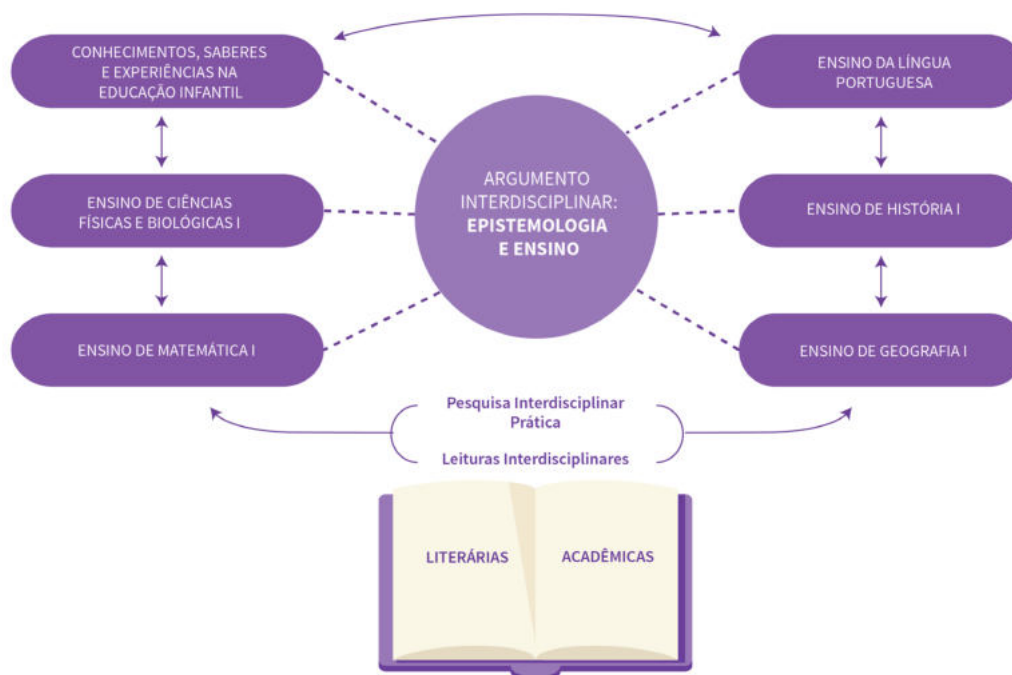 CONHECIMENTOS, SABERES
E EXPERIÊNCIAS NA
EDUCAÇÃO INFANTIL
ENSINO DA LÍNGUA
PORTUGUESA
ARGUMENTO
INTERDISCIPLINAR:
EPISTEMOLOGIA
E ENSINO
ENSINO DE CIÊNCIAS
FÍSICAS E BIOLÓGICAS I
ENSINO DE HISTÓRIA I
ENSINO DE MATEMÁTICA I
ENSINO DE GEOGRAFIA I
Pesquisa Interdisciplinar
Prática
Leituras Interdisciplinares
LITERÁRIAS
ACADÊMICAS